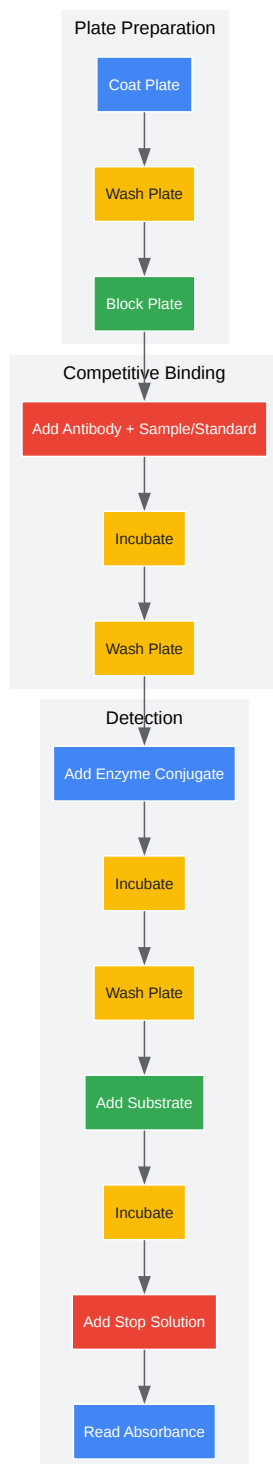 Plate Preparation
Coat Plate
Wash Plate
Block Plate
Competitive Binding
Add Antibody + Sample/Standard
Incubate
Wash Plate
Detection
Add Enzyme Conjugate
Incubate
Wash Plate
Add Substrate
Incubate
Add Stop Solution
Read Absorbance